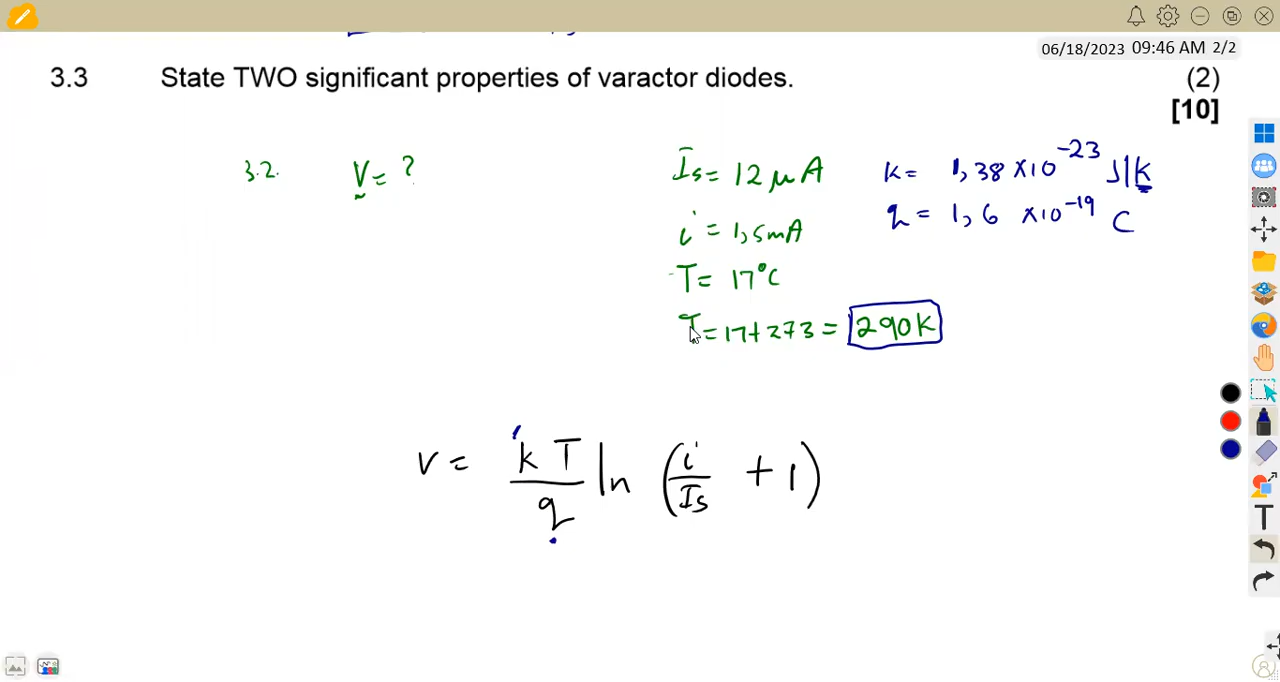 06/18/2023 09:46 AM 2/2
3.3 State TWO significant properties of varactor diodes. (2)
[10]
3.2. V = ? Is = 12 μA k = 1,38 ×10^-23 J/k
q = 1,6 ×10^-19 C
i = 1,5mA
T = 17°C
T = 17+273 = 290K
v = kT/q ln (i/Is + 1)
T